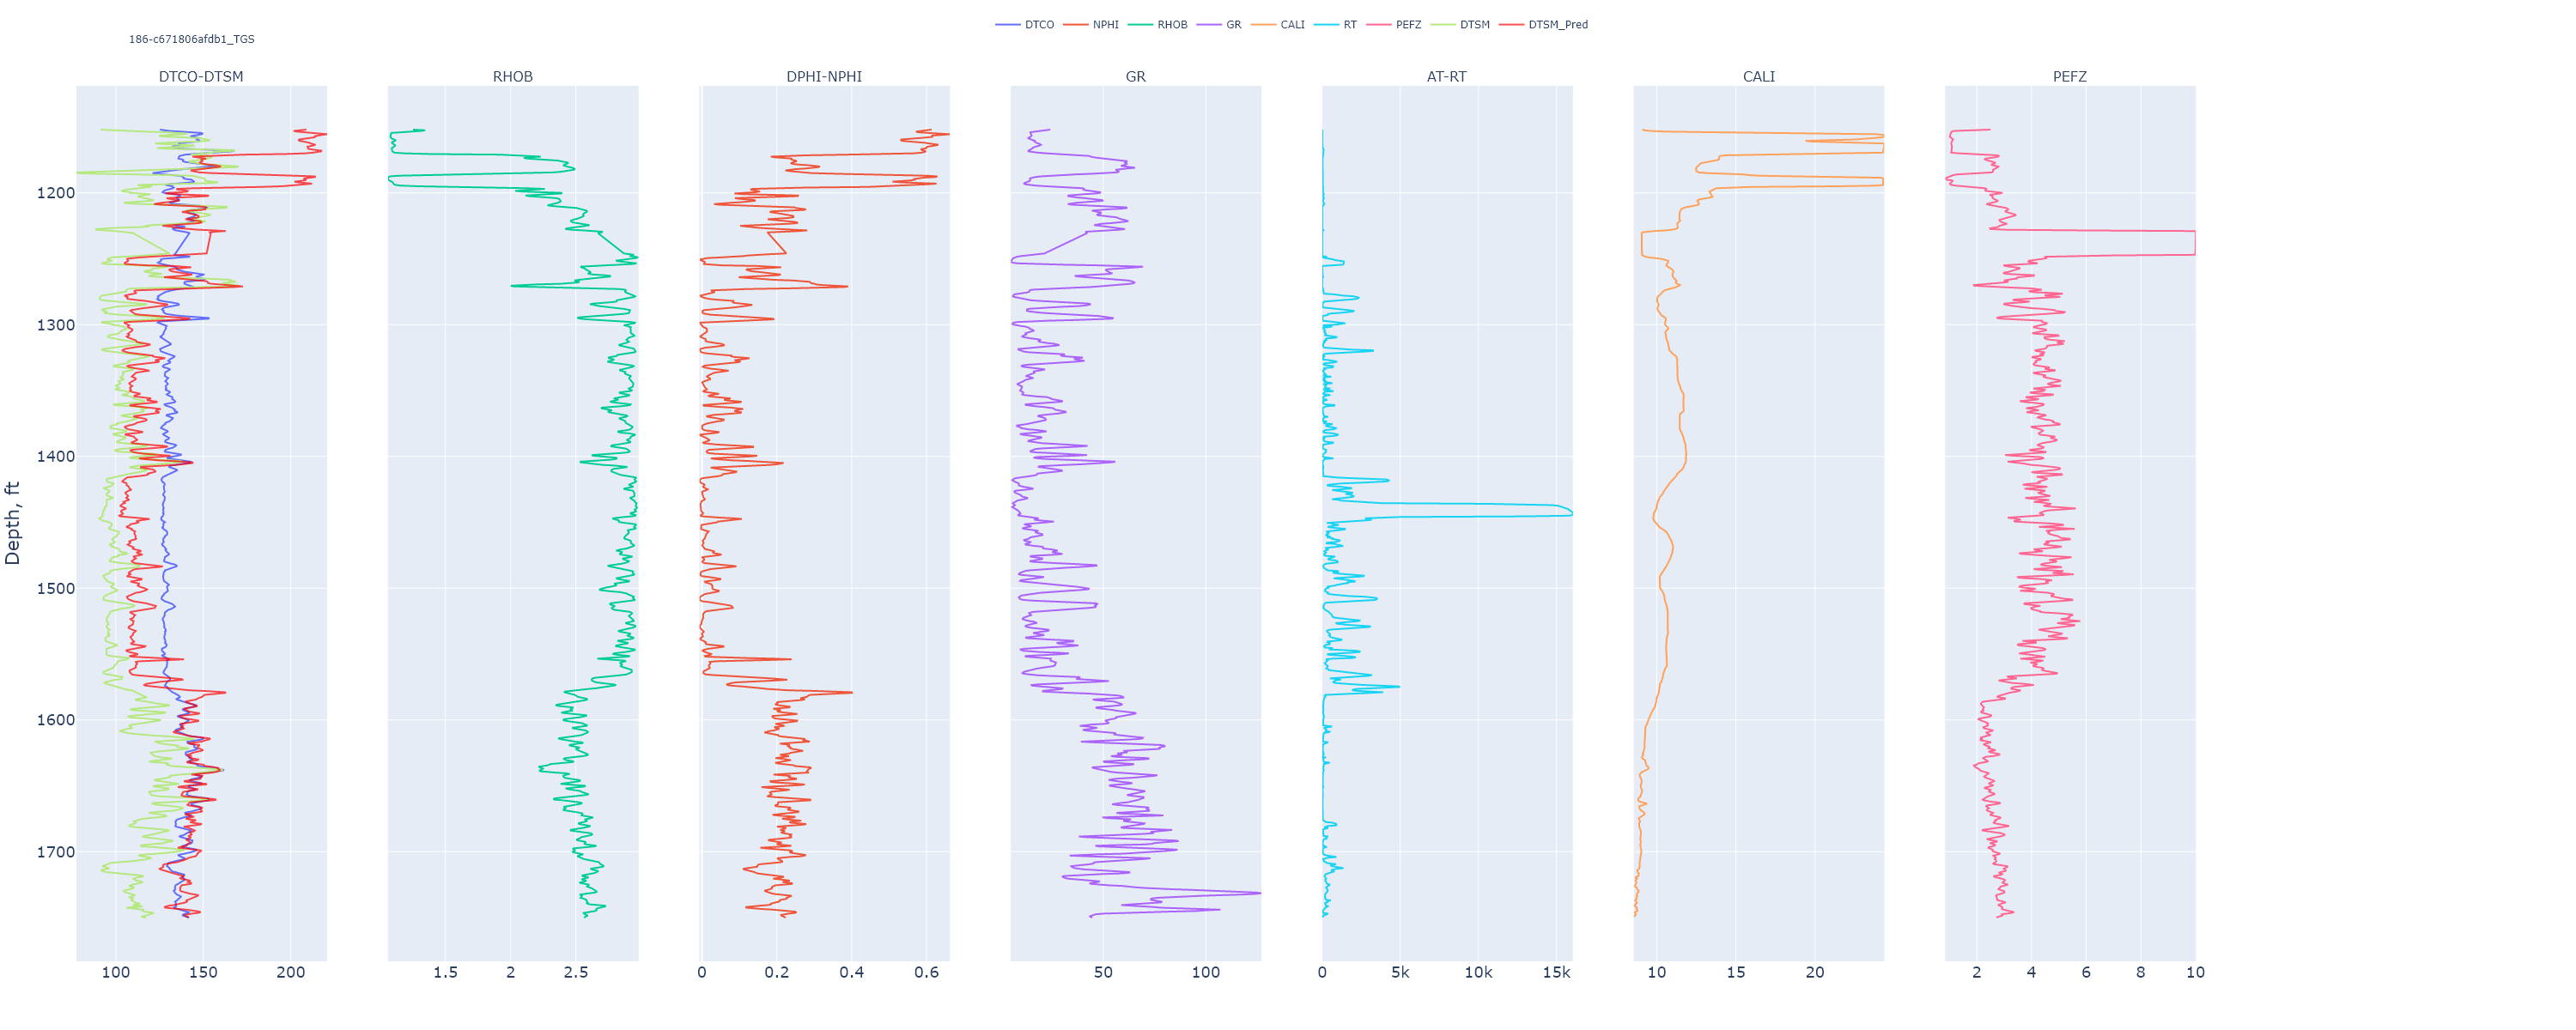 DTCO NPHI RHOB GR CALI RT PEFZ DTSM DTSM_Pred
186-c671806afdb1_TGS
DTCO-DTSM RHOB DPHI-NPHI GR AT-RT CALI PEFZ
Depth, ft
1200
1300
1400
1500
1600
1700
100 150 200 1.5 2 2.5 0 0.2 0.4 0.6 50 100 0 5k 10k 15k 10 15 20 2 4 6 8 10